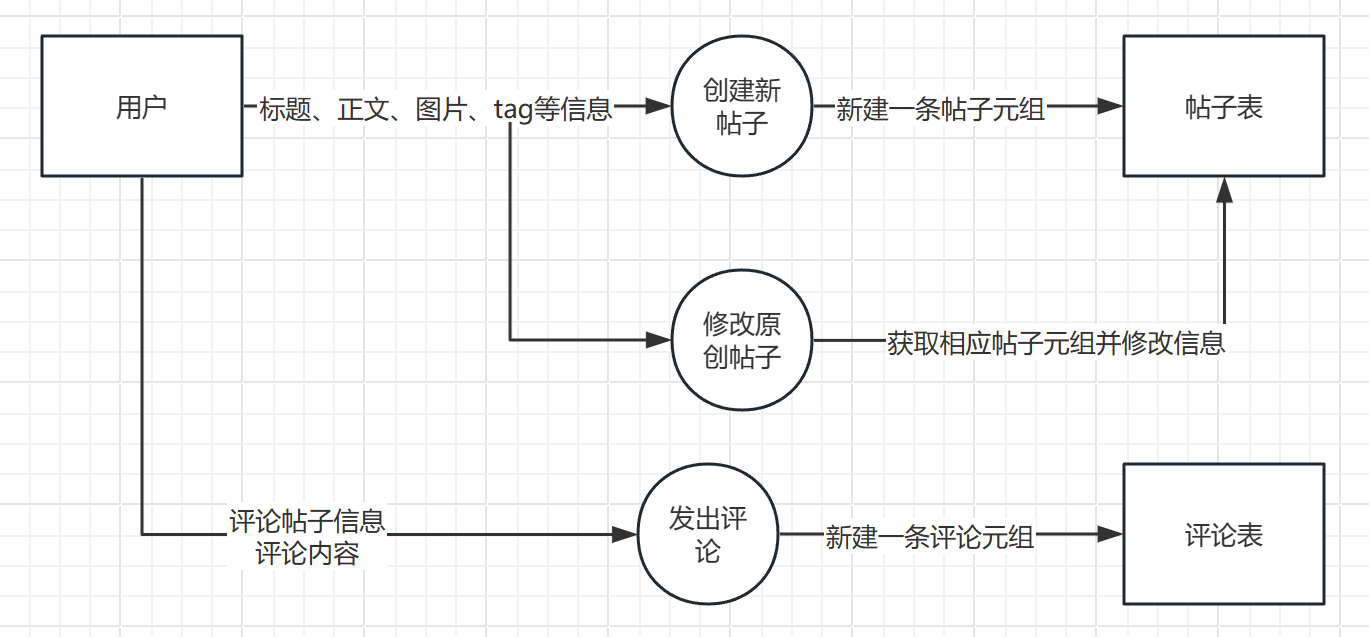 用户
标题、正文、图片、tag等信息
创建新
帖子
新建一条帖子元组
帖子表
修改原
创帖子
获取相应帖子元组并修改信息
评论帖子信息
评论内容
发出评
论
新建一条评论元组
评论表